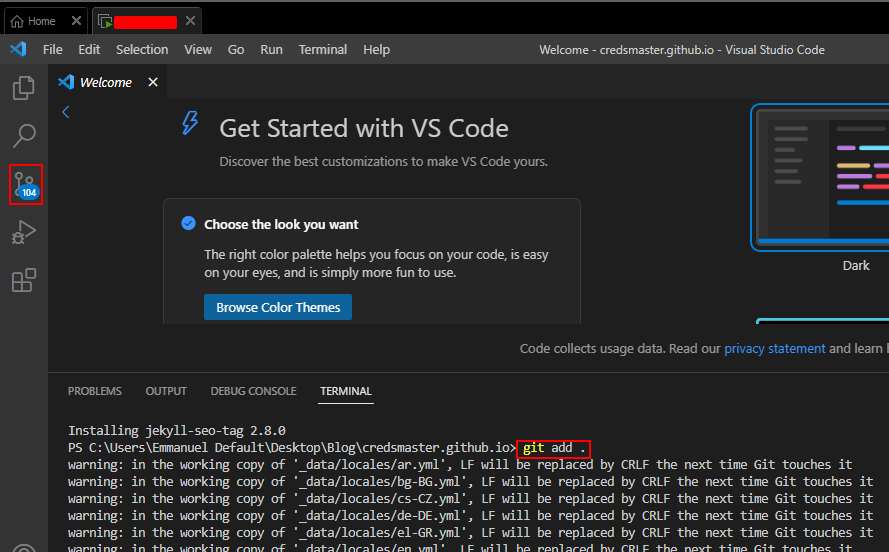 Home
File Edit Selection View Go Run Terminal Help Welcome - credsmaster.github.io - Visual Studio Code
Welcome
Get Started with VS Code
Discover the best customizations to make VS Code yours.
104
Choose the look you want
The right color palette helps you focus on your code, is easy
on your eyes, and is simply more fun to use.
Browse Color Themes
Dark
Code collects usage data. Read our privacy statement and learn
PROBLEMS OUTPUT DEBUG CONSOLE TERMINAL
Installing jekyll-seo-tag 2.8.0
PS C:\Users\Emmanuel Default\Desktop\Blog\credsmaster.github.io> git add .
warning: in the working copy of '_data/locales/ar.yml', LF will be replaced by CRLF the next time Git touches it
warning: in the working copy of '_data/locales/bg-BG.yml', LF will be replaced by CRLF the next time Git touches it
warning: in the working copy of '_data/locales/cs-CZ.yml', LF will be replaced by CRLF the next time Git touches it
warning: in the working copy of '_data/locales/de-DE.yml', LF will be replaced by CRLF the next time Git touches it
warning: in the working copy of '_data/locales/el-GR.yml', LF will be replaced by CRLF the next time Git touches it
warning: in the working copy of '_data/locales/en.yml', LF will be replaced by CRLF the next time Git touches it